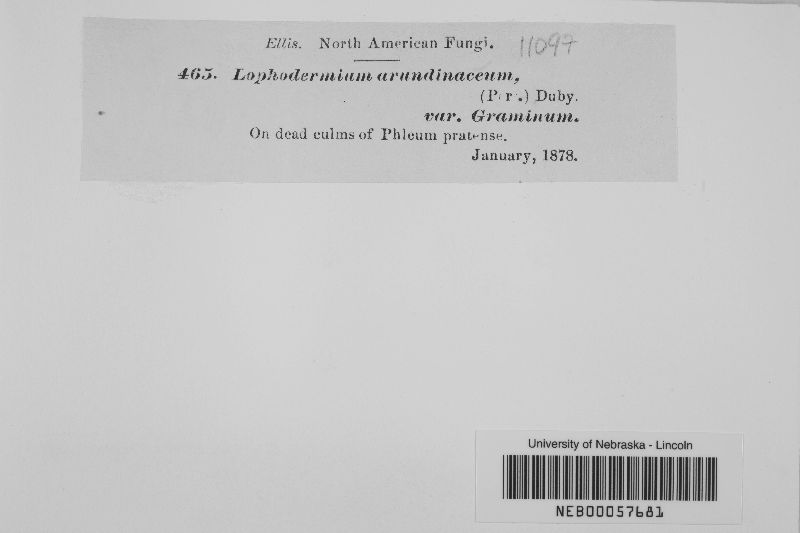 Ellis. North American Fungi. 11097
465. Lophodermium arundinaceum,
(P r .) Duby.
var. Graminum.
On dead culms of Phleum pratense.
January, 1878.
University of Nebraska - Lincoln
NEB00057681